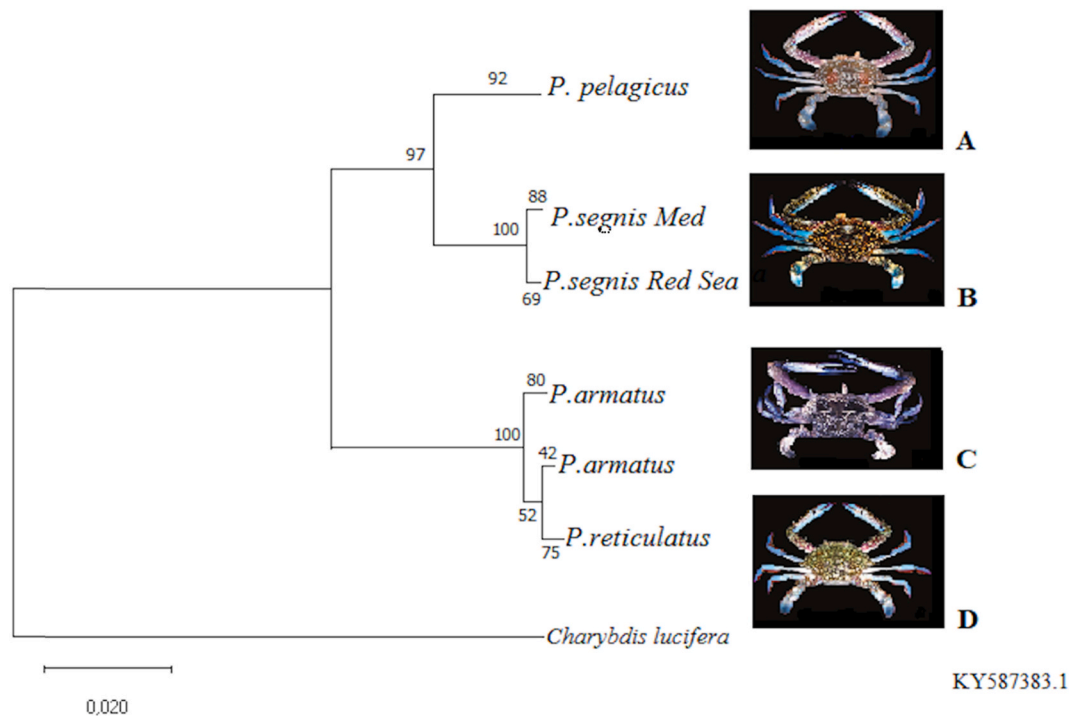 92
P. pelagicus
A
97
88
P.segnis Med
100
P.segnis Red Sea a
69
B
80
P.armatus
100
42
P.armatus
C
52
P.reticulatus
75
D
Charybdis lucifera
KY587383.1
0,020